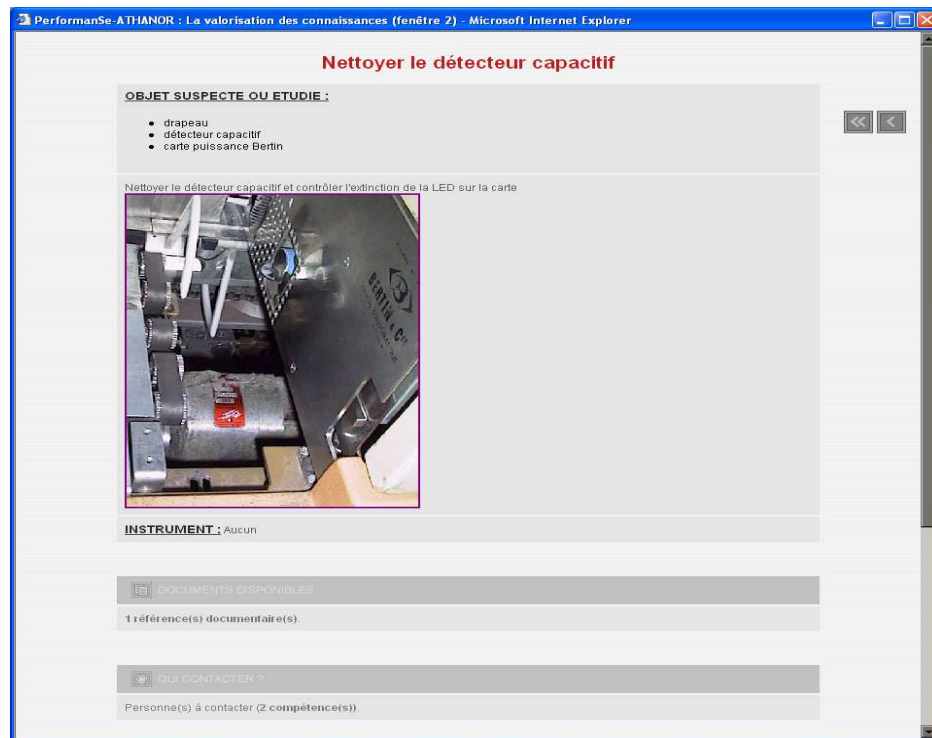 PerformanSe-ATHANOR : La valorisation des connaissances (fenêtre 2) - Microsoft Internet Explorer
Nettoyer le détecteur capacitif
OBJET SUSPECTE OU ETUDIE :
drapeau
détecteur capacitif
carte puissance Bertin
Nettoyer le détecteur capacitif et contrôler l'extinction de la LED sur la carte
BERTIN & Cie
INSTRUMENT : Aucun
DOCUMENTS DISPONIBLES
1 référence(s) documentaire(s).
QUI CONTACTER ?
Personne(s) à contacter (2 compétence(s)).